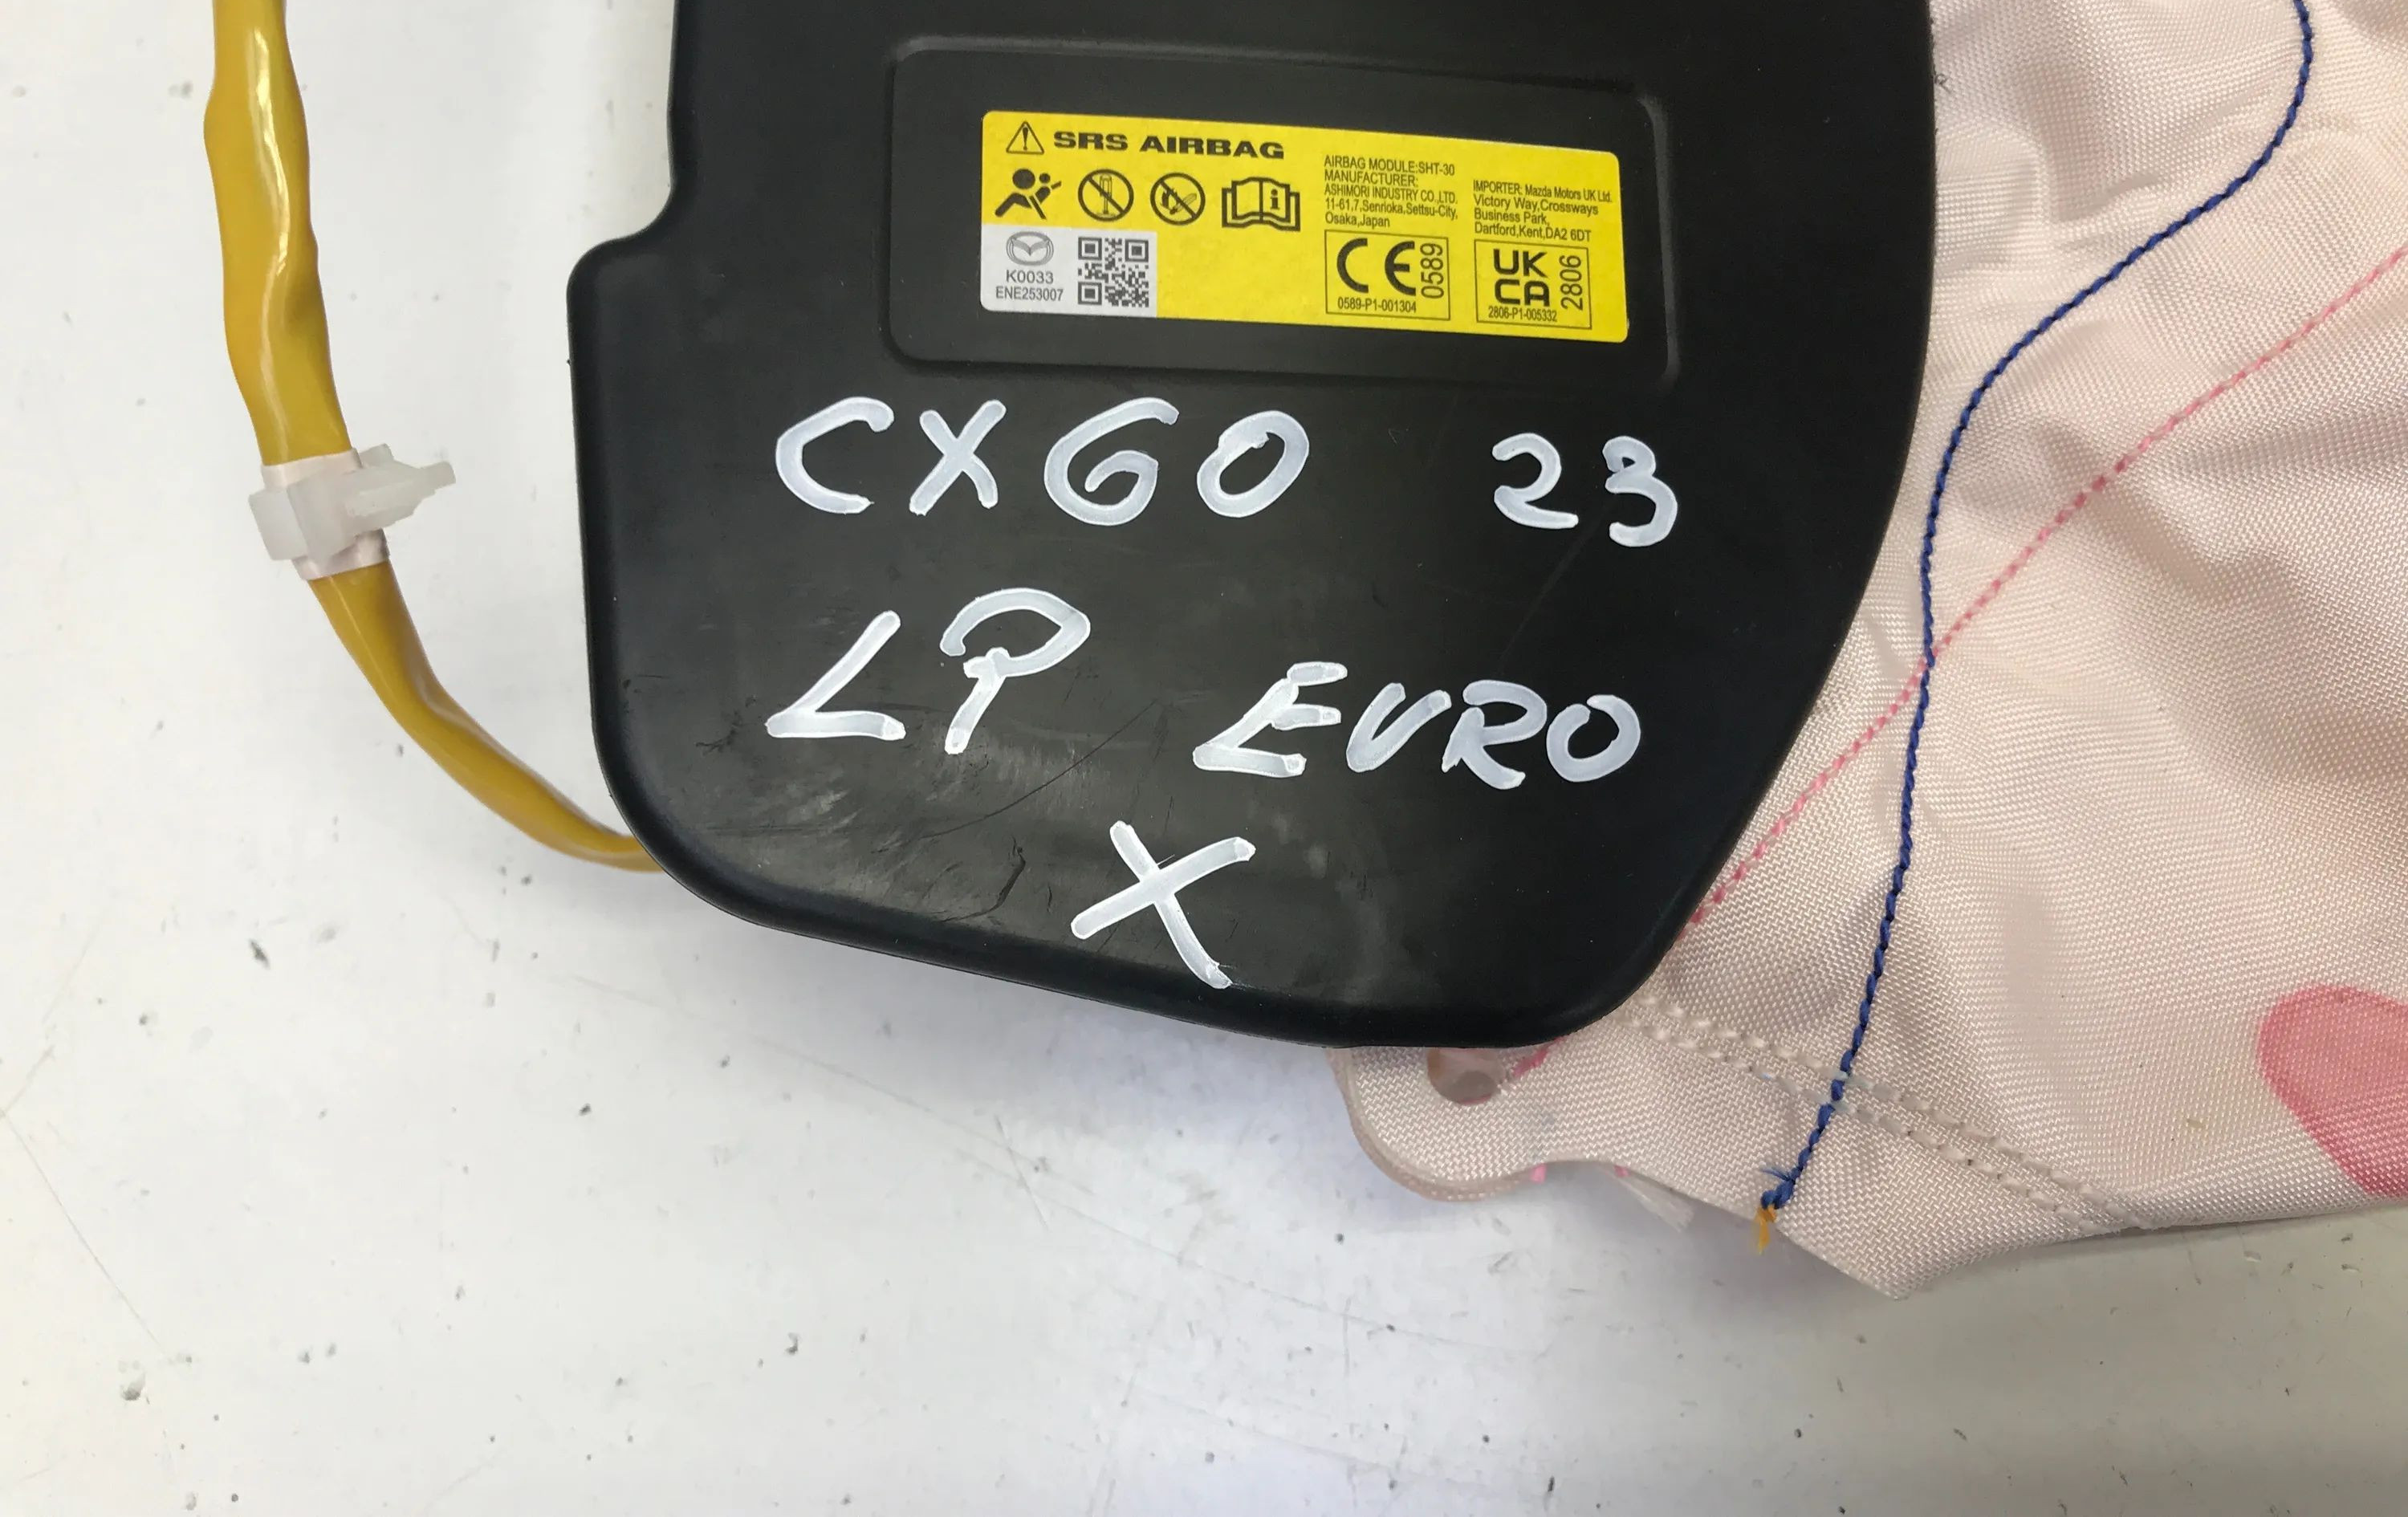 SRS AIRBAG
AIRBAG MODULE:SHT-30
MANUFACTURER:
ASHIMORI INDUSTRY CO.,LTD.
11-61,7,Senrioka,Settsu-City,
Osaka,Japan
IMPORTER: Mazda Motors UK Ltd.
Victory Way,Crossways
Business Park,
Dartford,Kent,DA2 6DT
K0033
ENE253007
CE 0589
0589-P1-001304
UK
CA 2806
2806-P1-005332
CX60 23
LP EURO
X